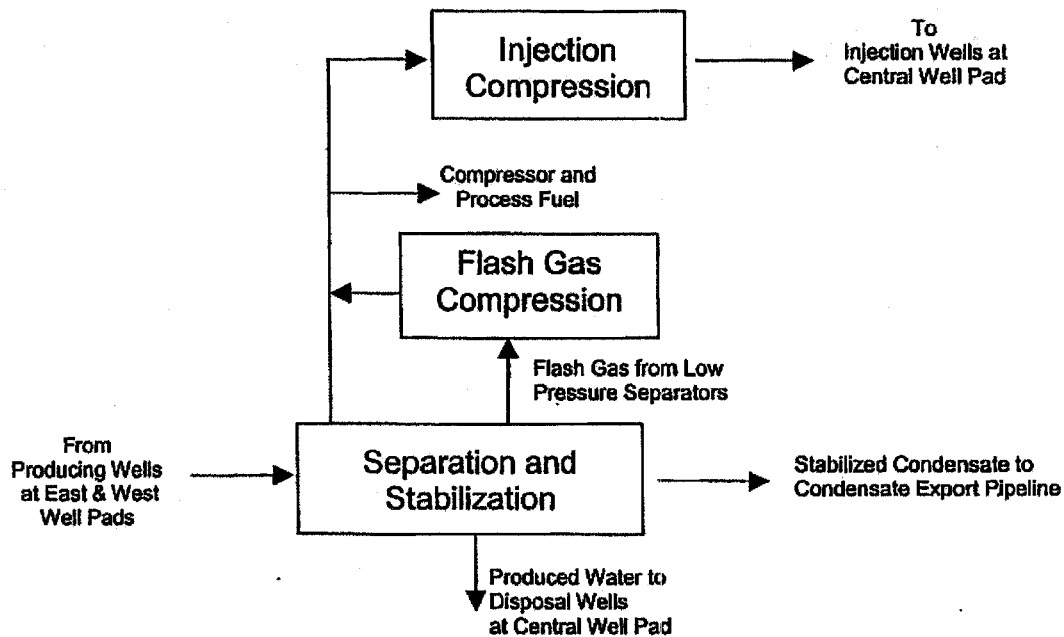 Injection
Compression
To
Injection Wells at
Central Well Pad
Compressor and
Process Fuel
Flash Gas
Compression
Flash Gas from Low
Pressure Separators
From
Producing Wells
at East & West
Well Pads
Separation and
Stabilization
Stabilized Condensate to
Condensate Export Pipeline
Produced Water to
Disposal Wells
at Central Well Pad